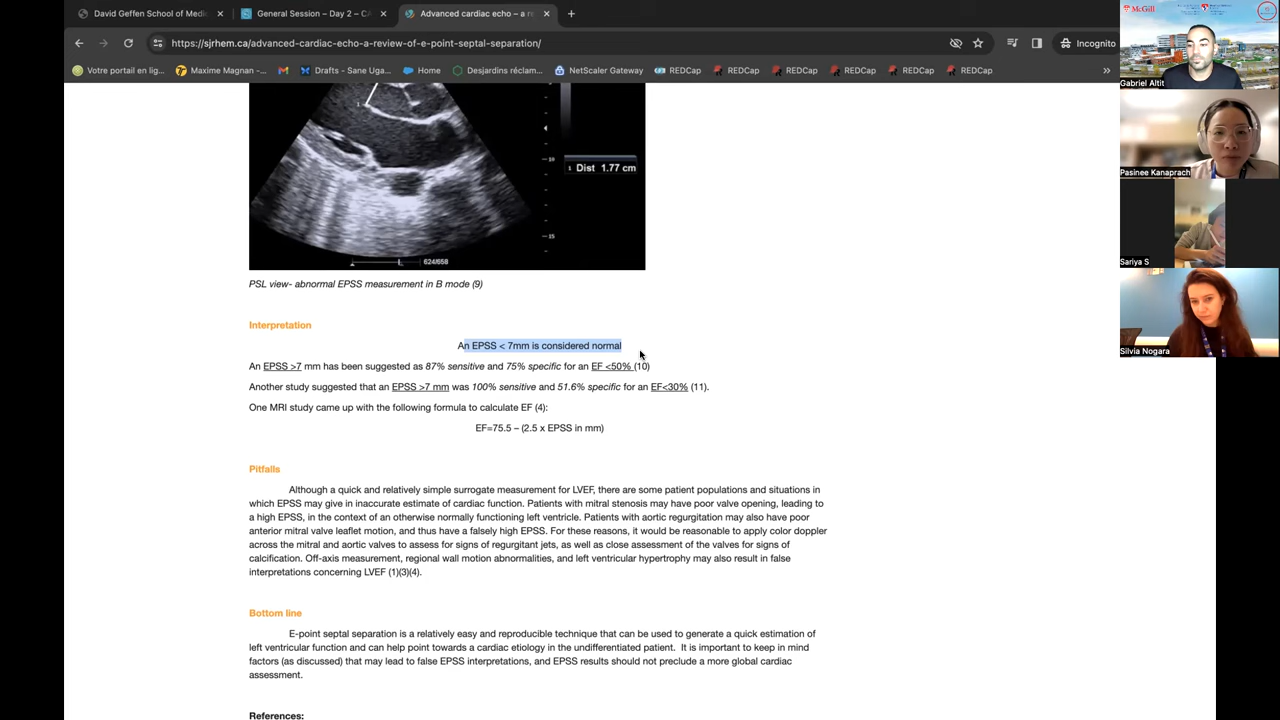 David Geffen School of Medic
General Session – Day 2 – CA
Advanced cardiac echo – a re
https://sjrhem.ca/advanced-cardiac-echo-a-review-of-e-point-septal-separation/
Incognito
Votre portail en lig...
Maxime Magnan -...
Drafts - Sane Uga...
Home
Desjardins réclam...
NetScaler Gateway
REDCap
REDCap
REDCap
REDCap
REDCap
REDCap
McGill
Gabriel Altit
Pasinee Kanaprach
Sariya S
Silvia Nogara
1
10
1 Dist 1.77 cm
25
624/658
PSL view- abnormal EPSS measurement in B mode (9)
Interpretation
An EPSS < 7mm is considered normal
An EPSS >7 mm has been suggested as 87% sensitive and 75% specific for an EF <50% (10)
Another study suggested that an EPSS >7 mm was 100% sensitive and 51.6% specific for an EF<30% (11).
One MRI study came up with the following formula to calculate EF (4):
EF=75.5 – (2.5 x EPSS in mm)
Pitfalls
Although a quick and relatively simple surrogate measurement for LVEF, there are some patient populations and situations in
which EPSS may give in inaccurate estimate of cardiac function. Patients with mitral stenosis may have poor valve opening, leading to
a high EPSS, in the context of an otherwise normally functioning left ventricle. Patients with aortic regurgitation may also have poor
anterior mitral valve leaflet motion, and thus have a falsely high EPSS. For these reasons, it would be reasonable to apply color doppler
across the mitral and aortic valves to assess for signs of regurgitant jets, as well as close assessment of the valves for signs of
calcification. Off-axis measurement, regional wall motion abnormalities, and left ventricular hypertrophy may also result in false
interpretations concerning LVEF (1)(3)(4).
Bottom line
E-point septal separation is a relatively easy and reproducible technique that can be used to generate a quick estimation of
left ventricular function and can help point towards a cardiac etiology in the undifferentiated patient. It is important to keep in mind
factors (as discussed) that may lead to false EPSS interpretations, and EPSS results should not preclude a more global cardiac
assessment.
References: